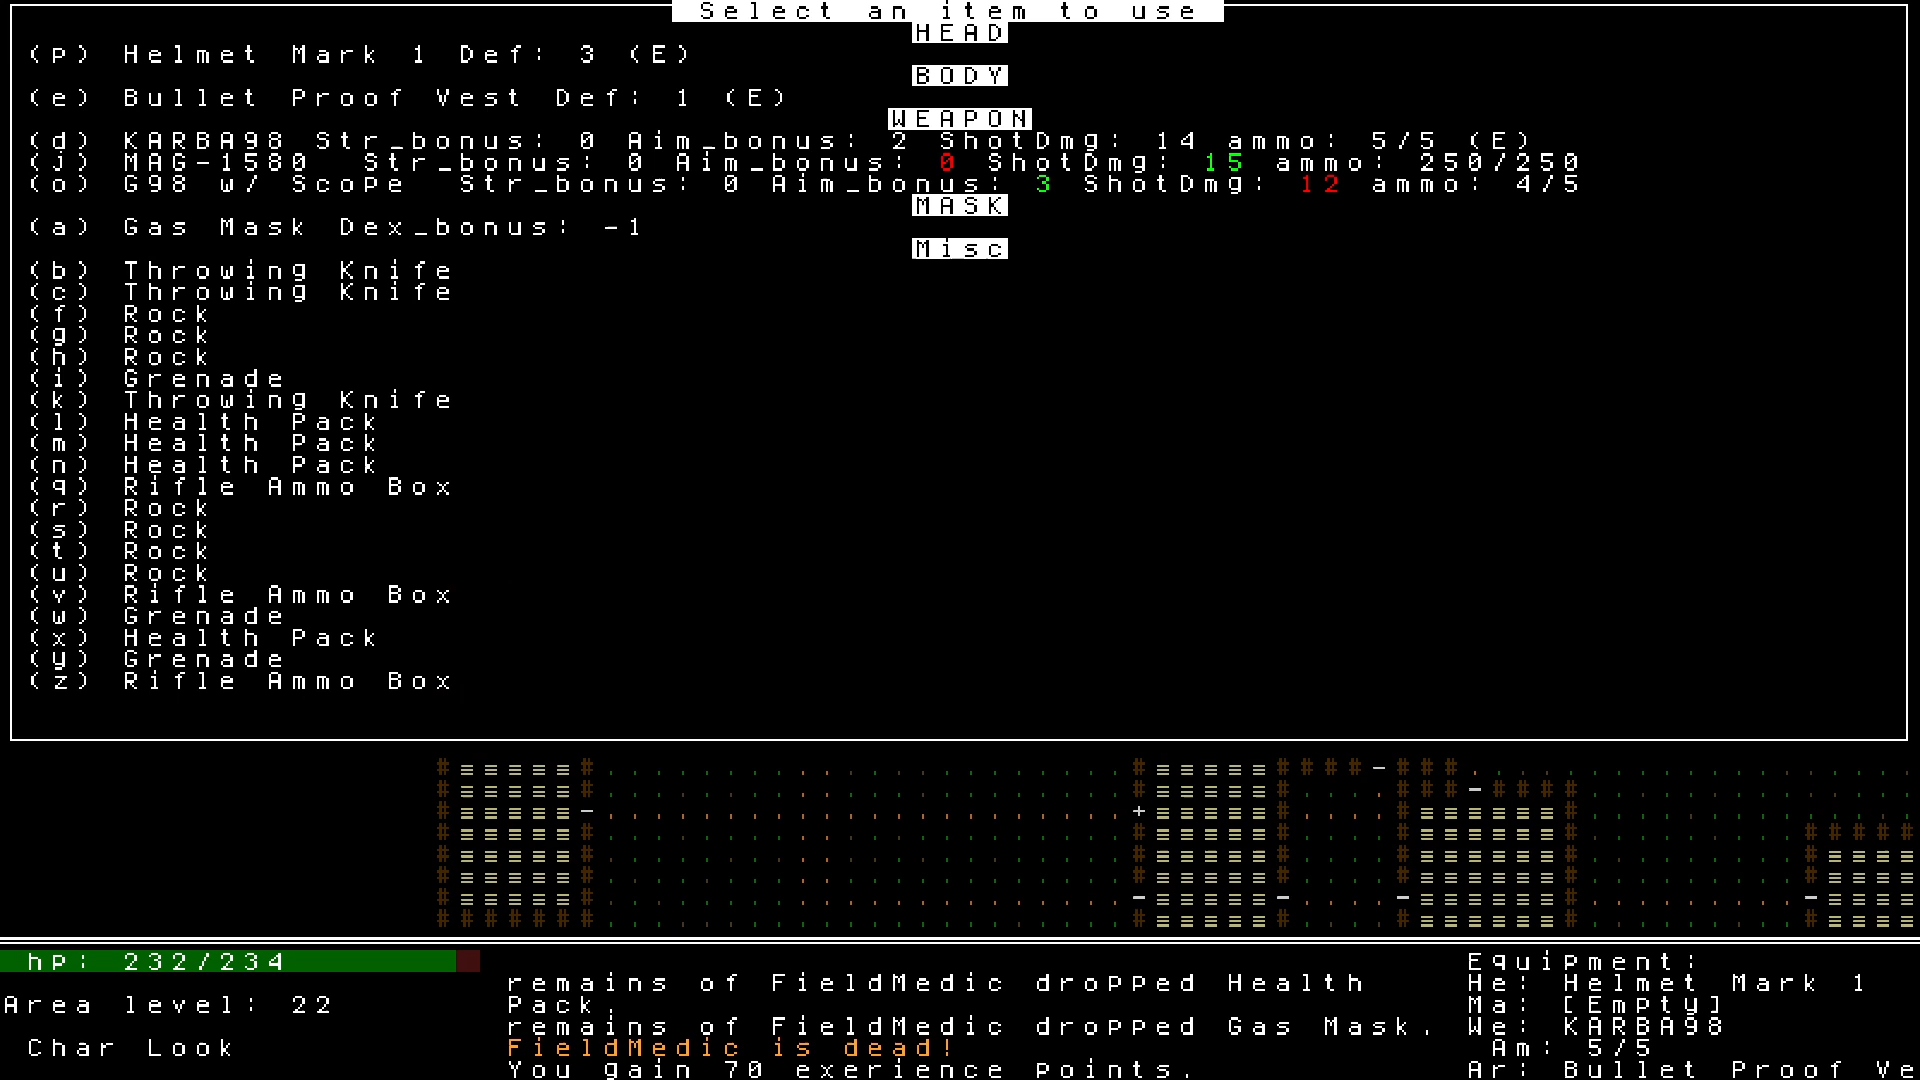 Select an item to use
HEAD
(p) Helmet Mark 1 Def: 3 (E)
BODY
(e) Bullet Proof Vest Def: 1 (E)
WEAPON
(d) KARBA98 Str_bonus: 0 Aim_bonus: 2 ShotDmg: 14 ammo: 5/5 (E)
(j) MAG-1580 Str_bonus: 0 Aim_bonus: 0 ShotDmg: 15 ammo: 250/250
(o) G98 w/ Scope Str_bonus: 0 Aim_bonus: 3 ShotDmg: 12 ammo: 4/5
MASK
(a) Gas Mask Dex_bonus: -1
Misc
(b) Throwing Knife
(c) Throwing Knife
(f) Rock
(g) Rock
(h) Rock
(i) Grenade
(k) Throwing Knife
(l) Health Pack
(m) Health Pack
(n) Health Pack
(q) Rifle Ammo Box
(r) Rock
(s) Rock
(t) Rock
(u) Rock
(v) Rifle Ammo Box
(w) Grenade
(x) Health Pack
(y) Grenade
(z) Rifle Ammo Box
hp: 232/234
Area level: 22
Char Look
remains of FieldMedic dropped Health
Pack.
remains of FieldMedic dropped Gas Mask.
FieldMedic is dead!
You gain 70 exerience points.
Equipment:
He: Helmet Mark 1
Ma: [Empty]
We: KARBA98
Am: 5/5
Ar: Bullet Proof Ve